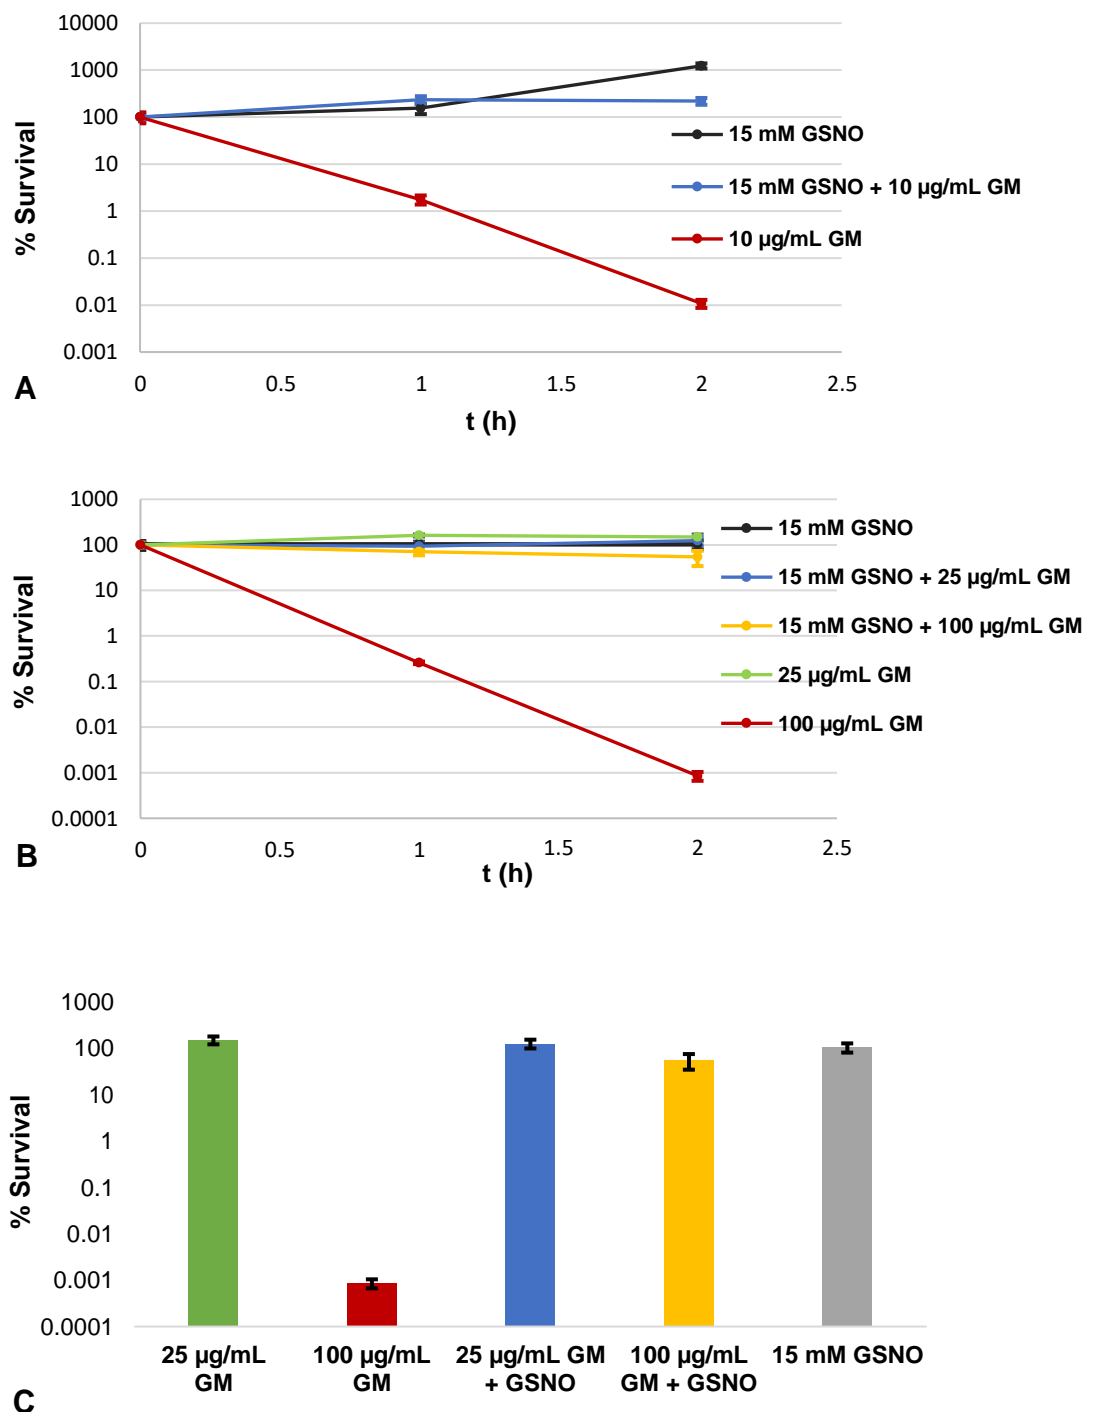 10000
1000
100
10
1
0.1
0.01
0.001
% Survival
0
0.5
1
1.5
2
2.5
t (h)
15 mM GSNO
15 mM GSNO + 10 µg/mL GM
10 µg/mL GM
A
1000
100
10
1
0.1
0.01
0.001
0.0001
% Survival
0
0.5
1
1.5
2
2.5
t (h)
15 mM GSNO
15 mM GSNO + 25 µg/mL GM
15 mM GSNO + 100 µg/mL GM
25 µg/mL GM
100 µg/mL GM
B
1000
100
10
1
0.1
0.01
0.001
0.0001
% Survival
25 µg/mL
GM
100 µg/mL
GM
25 µg/mL GM
+ GSNO
100 µg/mL
GM + GSNO
15 mM GSNO
C